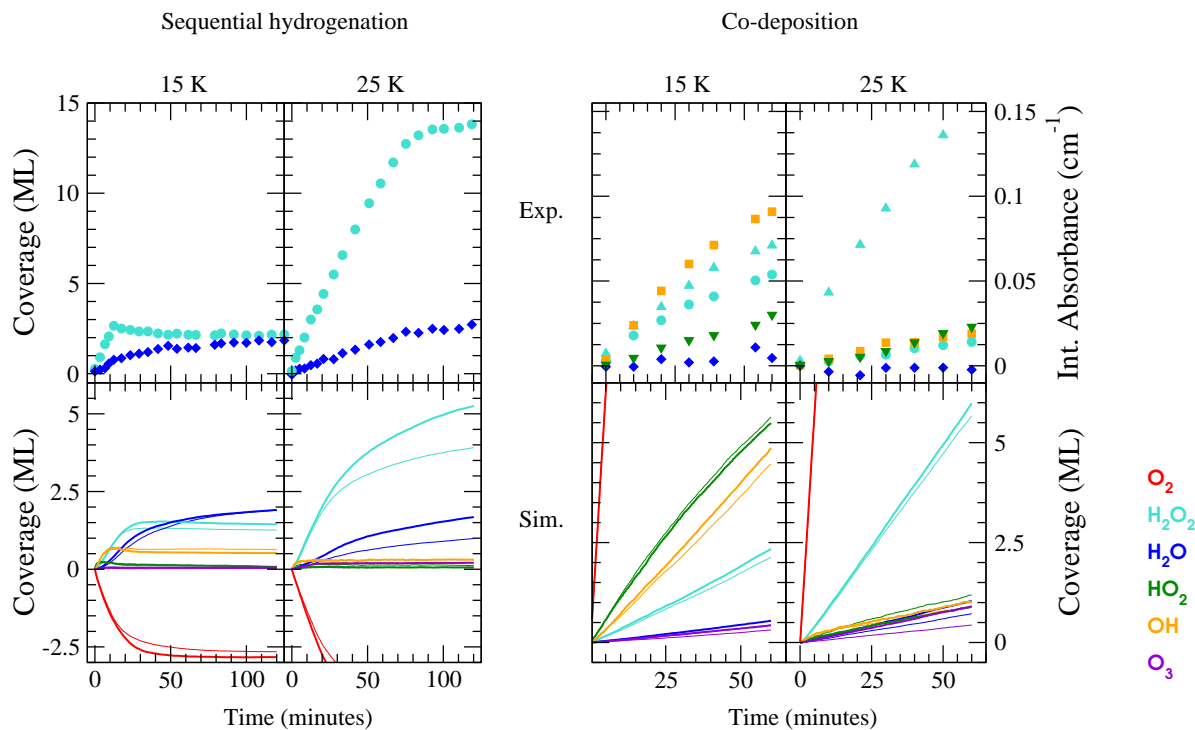 Sequential hydrogenation
Co-deposition
15 K
25 K
15 K
25 K
15
10
5
0
Coverage (ML)
Exp.
0.15
0.1
0.05
0
Int. Absorbance (cm⁻¹)
5
2.5
0
-2.5
Coverage (ML)
Sim.
5
2.5
0
Coverage (ML)
0 100 0 100
Time (minutes)
25 50 0 25 50
Time (minutes)
O₂
H₂O₂
H₂O
HO₂
OH
O₃